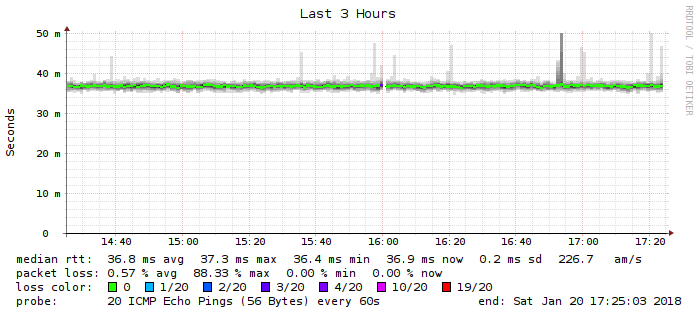 Last 3 Hours
RRDTOOL / TOBI OETIKER
Seconds
50 m
40 m
30 m
20 m
10 m
0
14:40 15:00 15:20 15:40 16:00 16:20 16:40 17:00 17:20
median rtt: 36.8 ms avg 37.3 ms max 36.4 ms min 36.9 ms now 0.2 ms sd 226.7 am/s
packet loss: 0.57 % avg 88.33 % max 0.00 % min 0.00 % now
loss color: 0 1/20 2/20 3/20 4/20 10/20 19/20
probe: 20 ICMP Echo Pings (56 Bytes) every 60s end: Sat Jan 20 17:25:03 2018